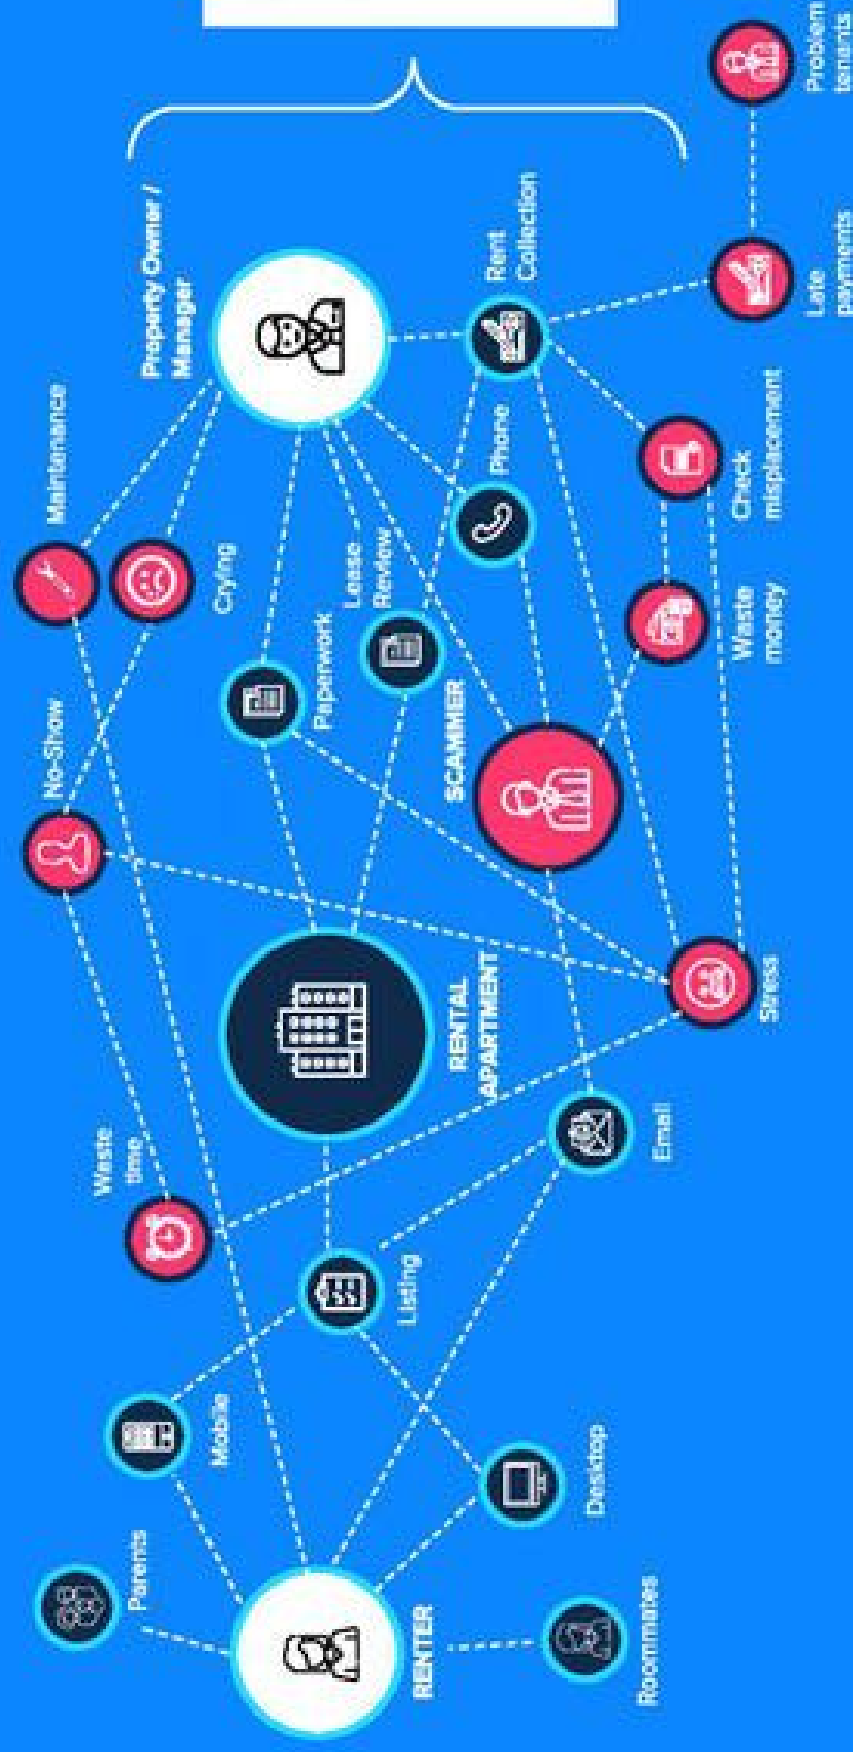 Parents
Mobile
Waste
time
No-Show
Maintenance
Crying
Property Owner /
Manager
RENTER
Listing
RENTAL
APARTMENT
Paperwork
Lease
Review
SCAMMER
Phone
Rent
Collection
Roommates
Desktop
Email
Stress
Waste
money
Check
misplacement
Late
payments
Problem
tenants